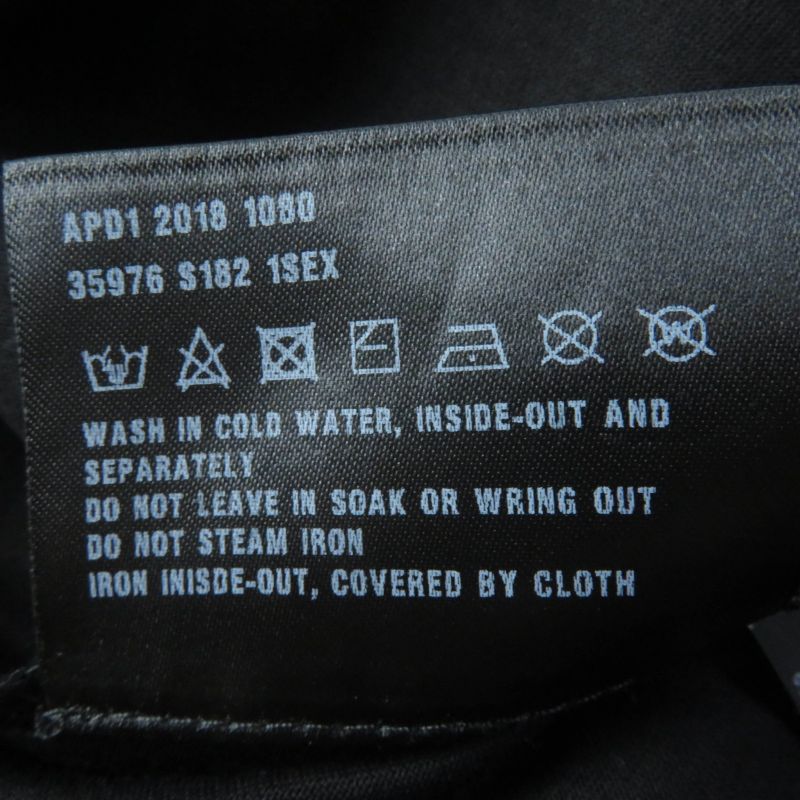 APD1 2018 1080
35976 S182 1SEX
W
WASH IN COLD WATER, INSIDE-OUT AND
SEPARATELY
DO NOT LEAVE IN SOAK OR WRING OUT
DO NOT STEAM IRON
IRON INISDE-OUT, COVERED BY CLOTH